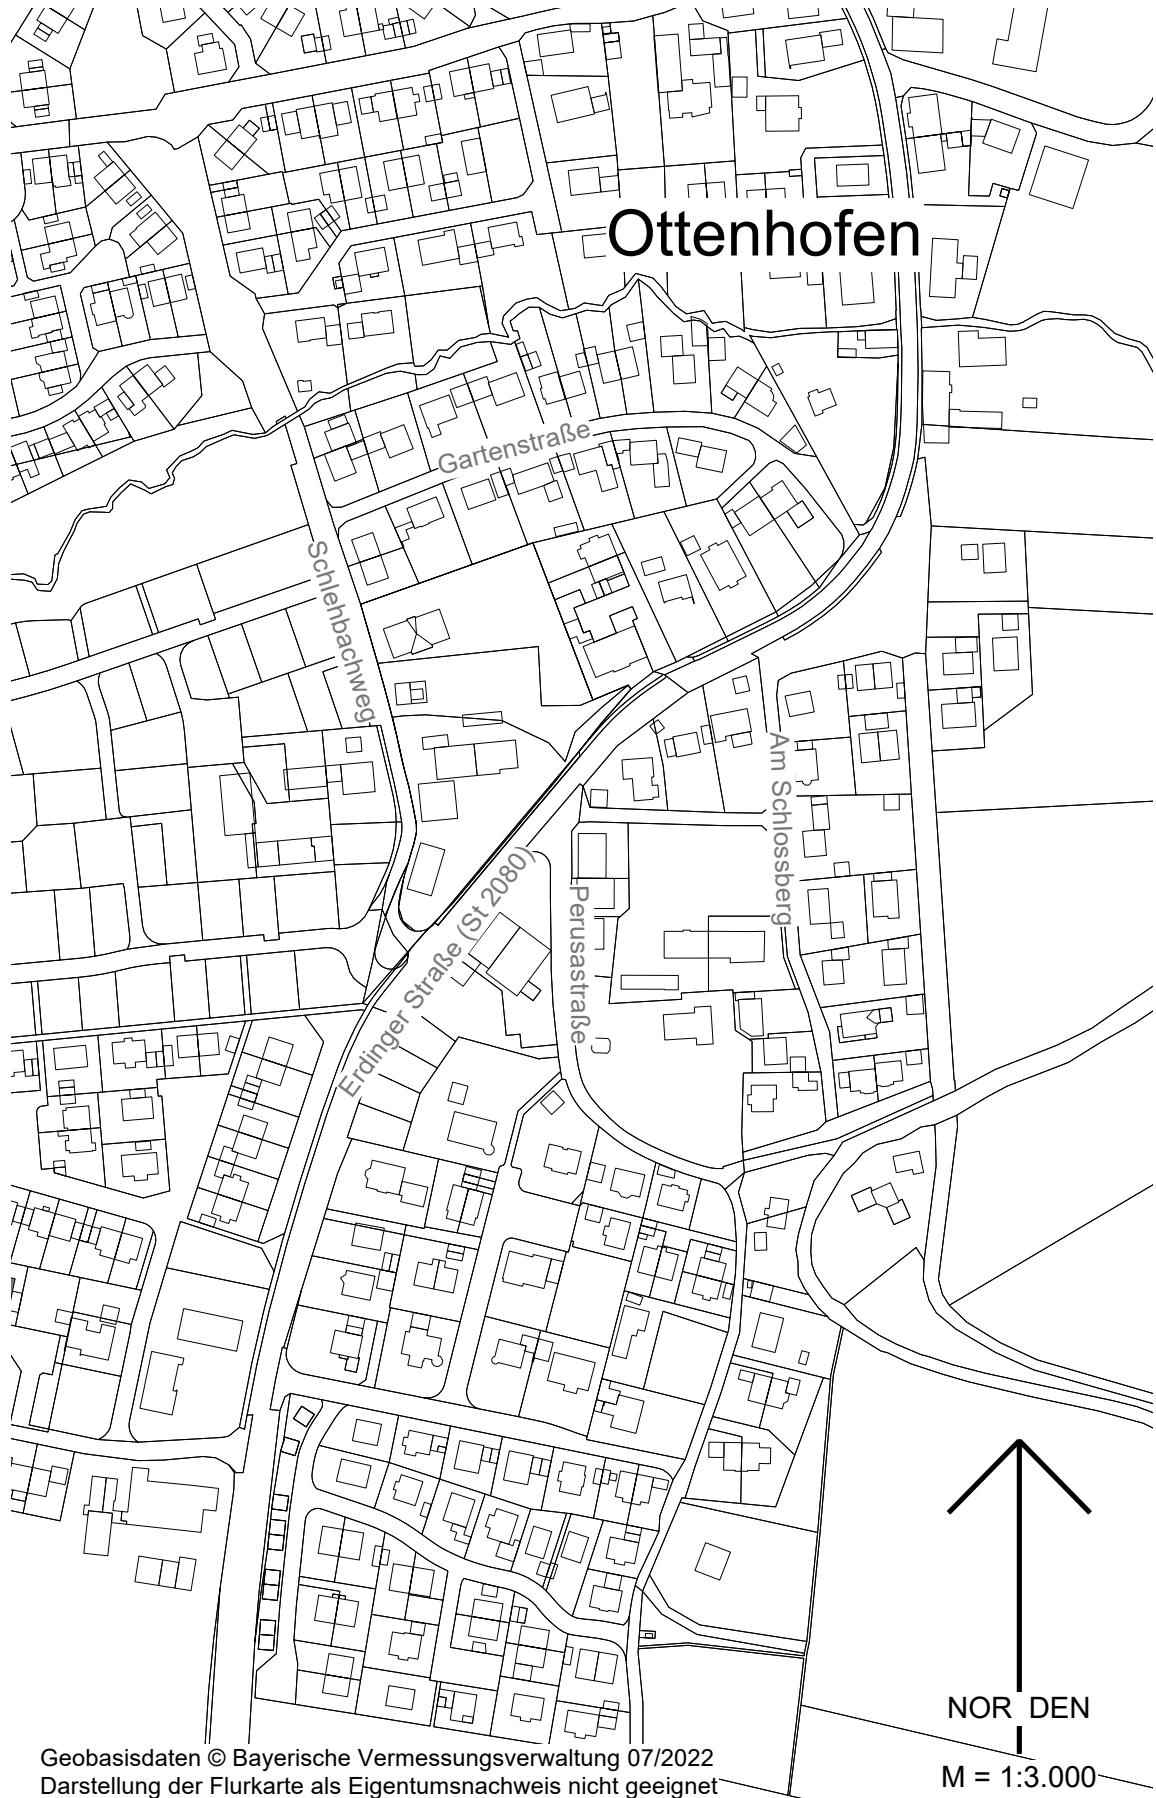 Ottenhofen
Gartenstraße
Schlehbachweg
Am Schlossberg
Erdinger Straße (St 2080)
Perusastraße
NOR DEN
Geobasisdaten © Bayerische Vermessungsverwaltung 07/2022
Darstellung der Flurkarte als Eigentumsnachweis nicht geeignet
M = 1:3.000